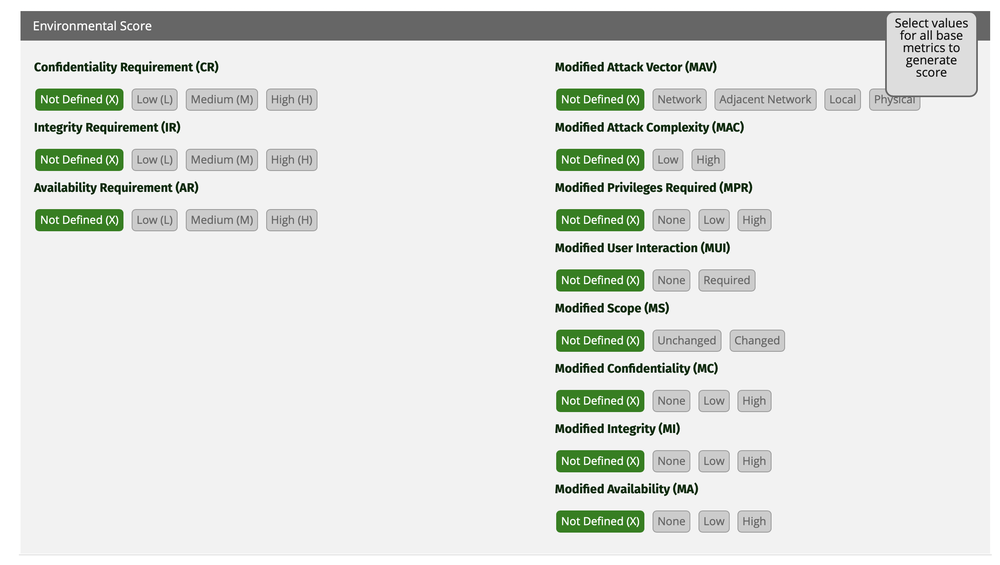 Environmental Score
Select values
for all base
metrics to
generate
score
Confidentiality Requirement (CR)
Not Defined (X) Low (L) Medium (M) High (H)
Integrity Requirement (IR)
Not Defined (X) Low (L) Medium (M) High (H)
Availability Requirement (AR)
Not Defined (X) Low (L) Medium (M) High (H)
Modified Attack Vector (MAV)
Not Defined (X) Network Adjacent Network Local Physical
Modified Attack Complexity (MAC)
Not Defined (X) Low High
Modified Privileges Required (MPR)
Not Defined (X) None Low High
Modified User Interaction (MUI)
Not Defined (X) None Required
Modified Scope (MS)
Not Defined (X) Unchanged Changed
Modified Confidentiality (MC)
Not Defined (X) None Low High
Modified Integrity (MI)
Not Defined (X) None Low High
Modified Availability (MA)
Not Defined (X) None Low High